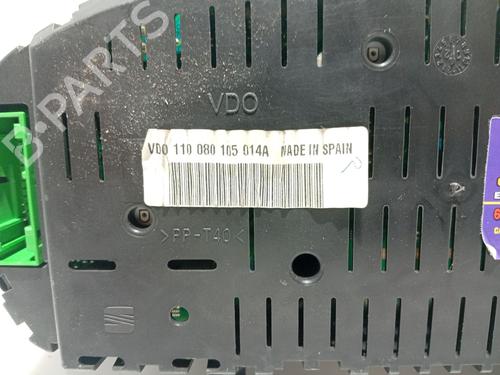 B-PARTS
VDO
VDO 110 080 105 014A MADE IN SPAIN
>PP-T40<